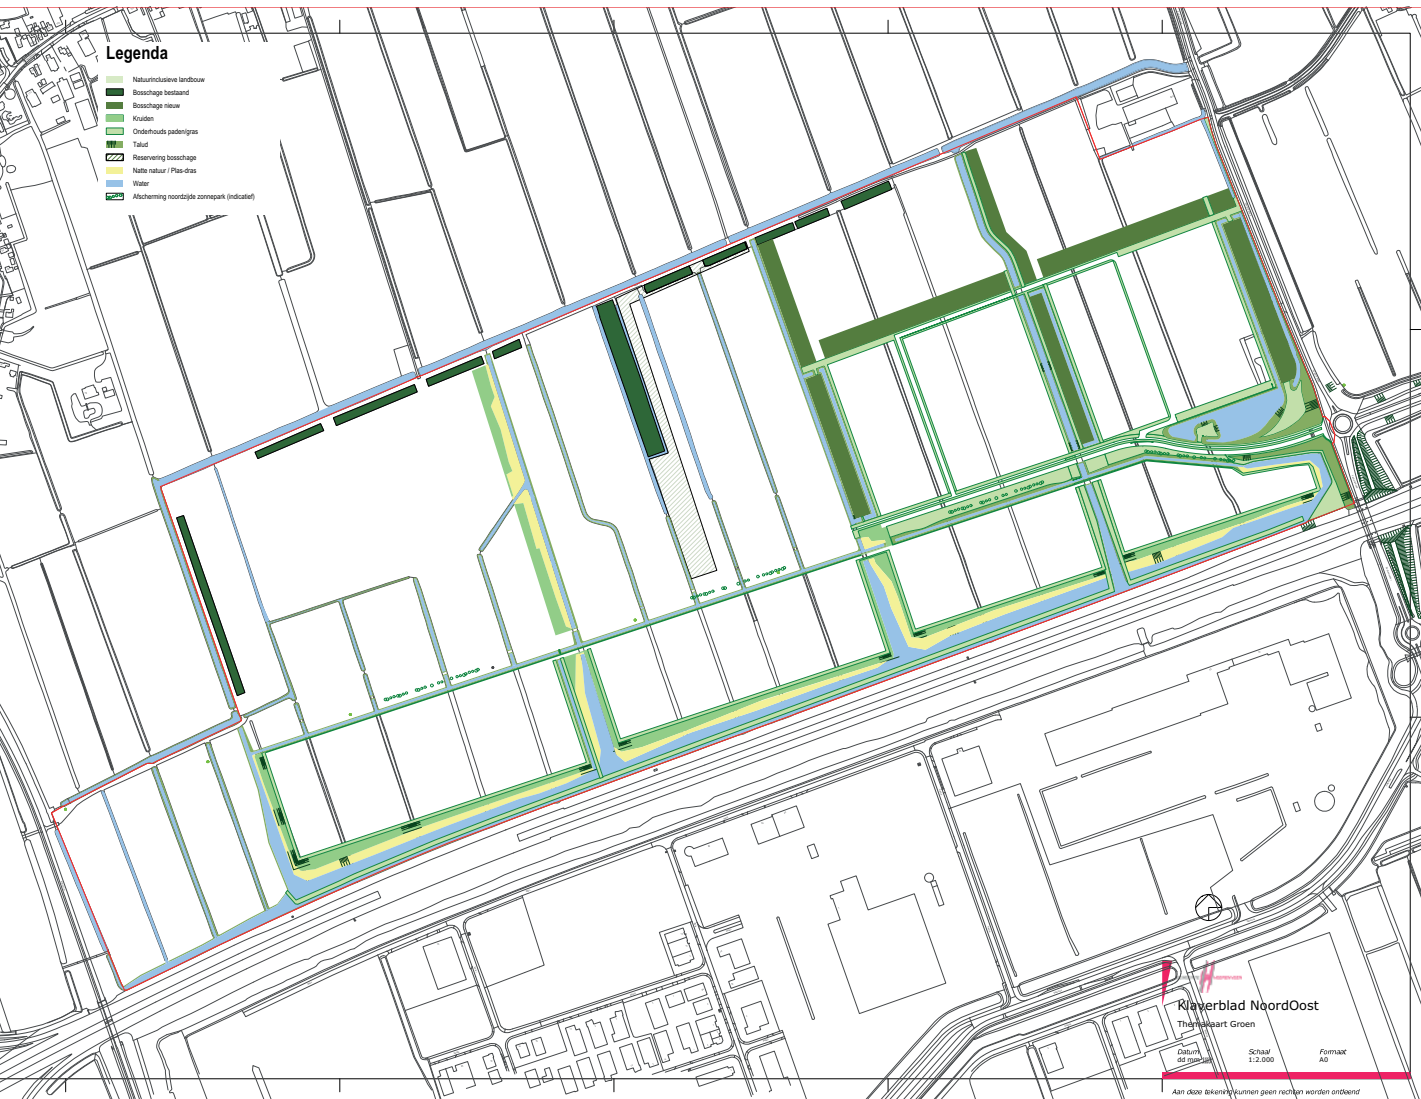 Legenda
Natuurinclusieve landbouw
Bosschage bestaand
Bosschage nieuw
Kruiden
Onderhouds paden/gras
Talud
Reservering bosschage
Natte natuur / Plas-dras
Water
Afscherming noordzijde zonnepark (indicatief)
Klaverblad NoordOost
Themakaart Groen
Datum Schaal Formaat
dd mm 1:2.000 A0
Aan deze tekening kunnen geen rechten worden ontleend